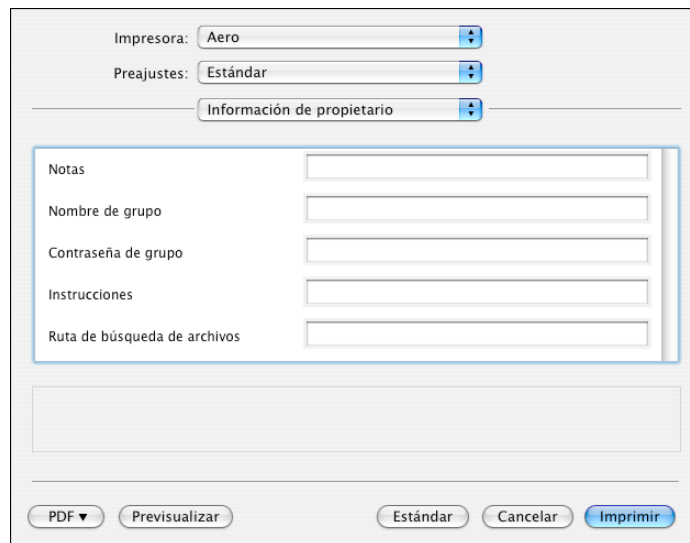 Impresora: Aero
Preajustes: Estándar
Información de propietario
Notas
Nombre de grupo
Contraseña de grupo
Instrucciones
Ruta de búsqueda de archivos
PDF ▼ Previsualizar Estándar Cancelar Imprimir